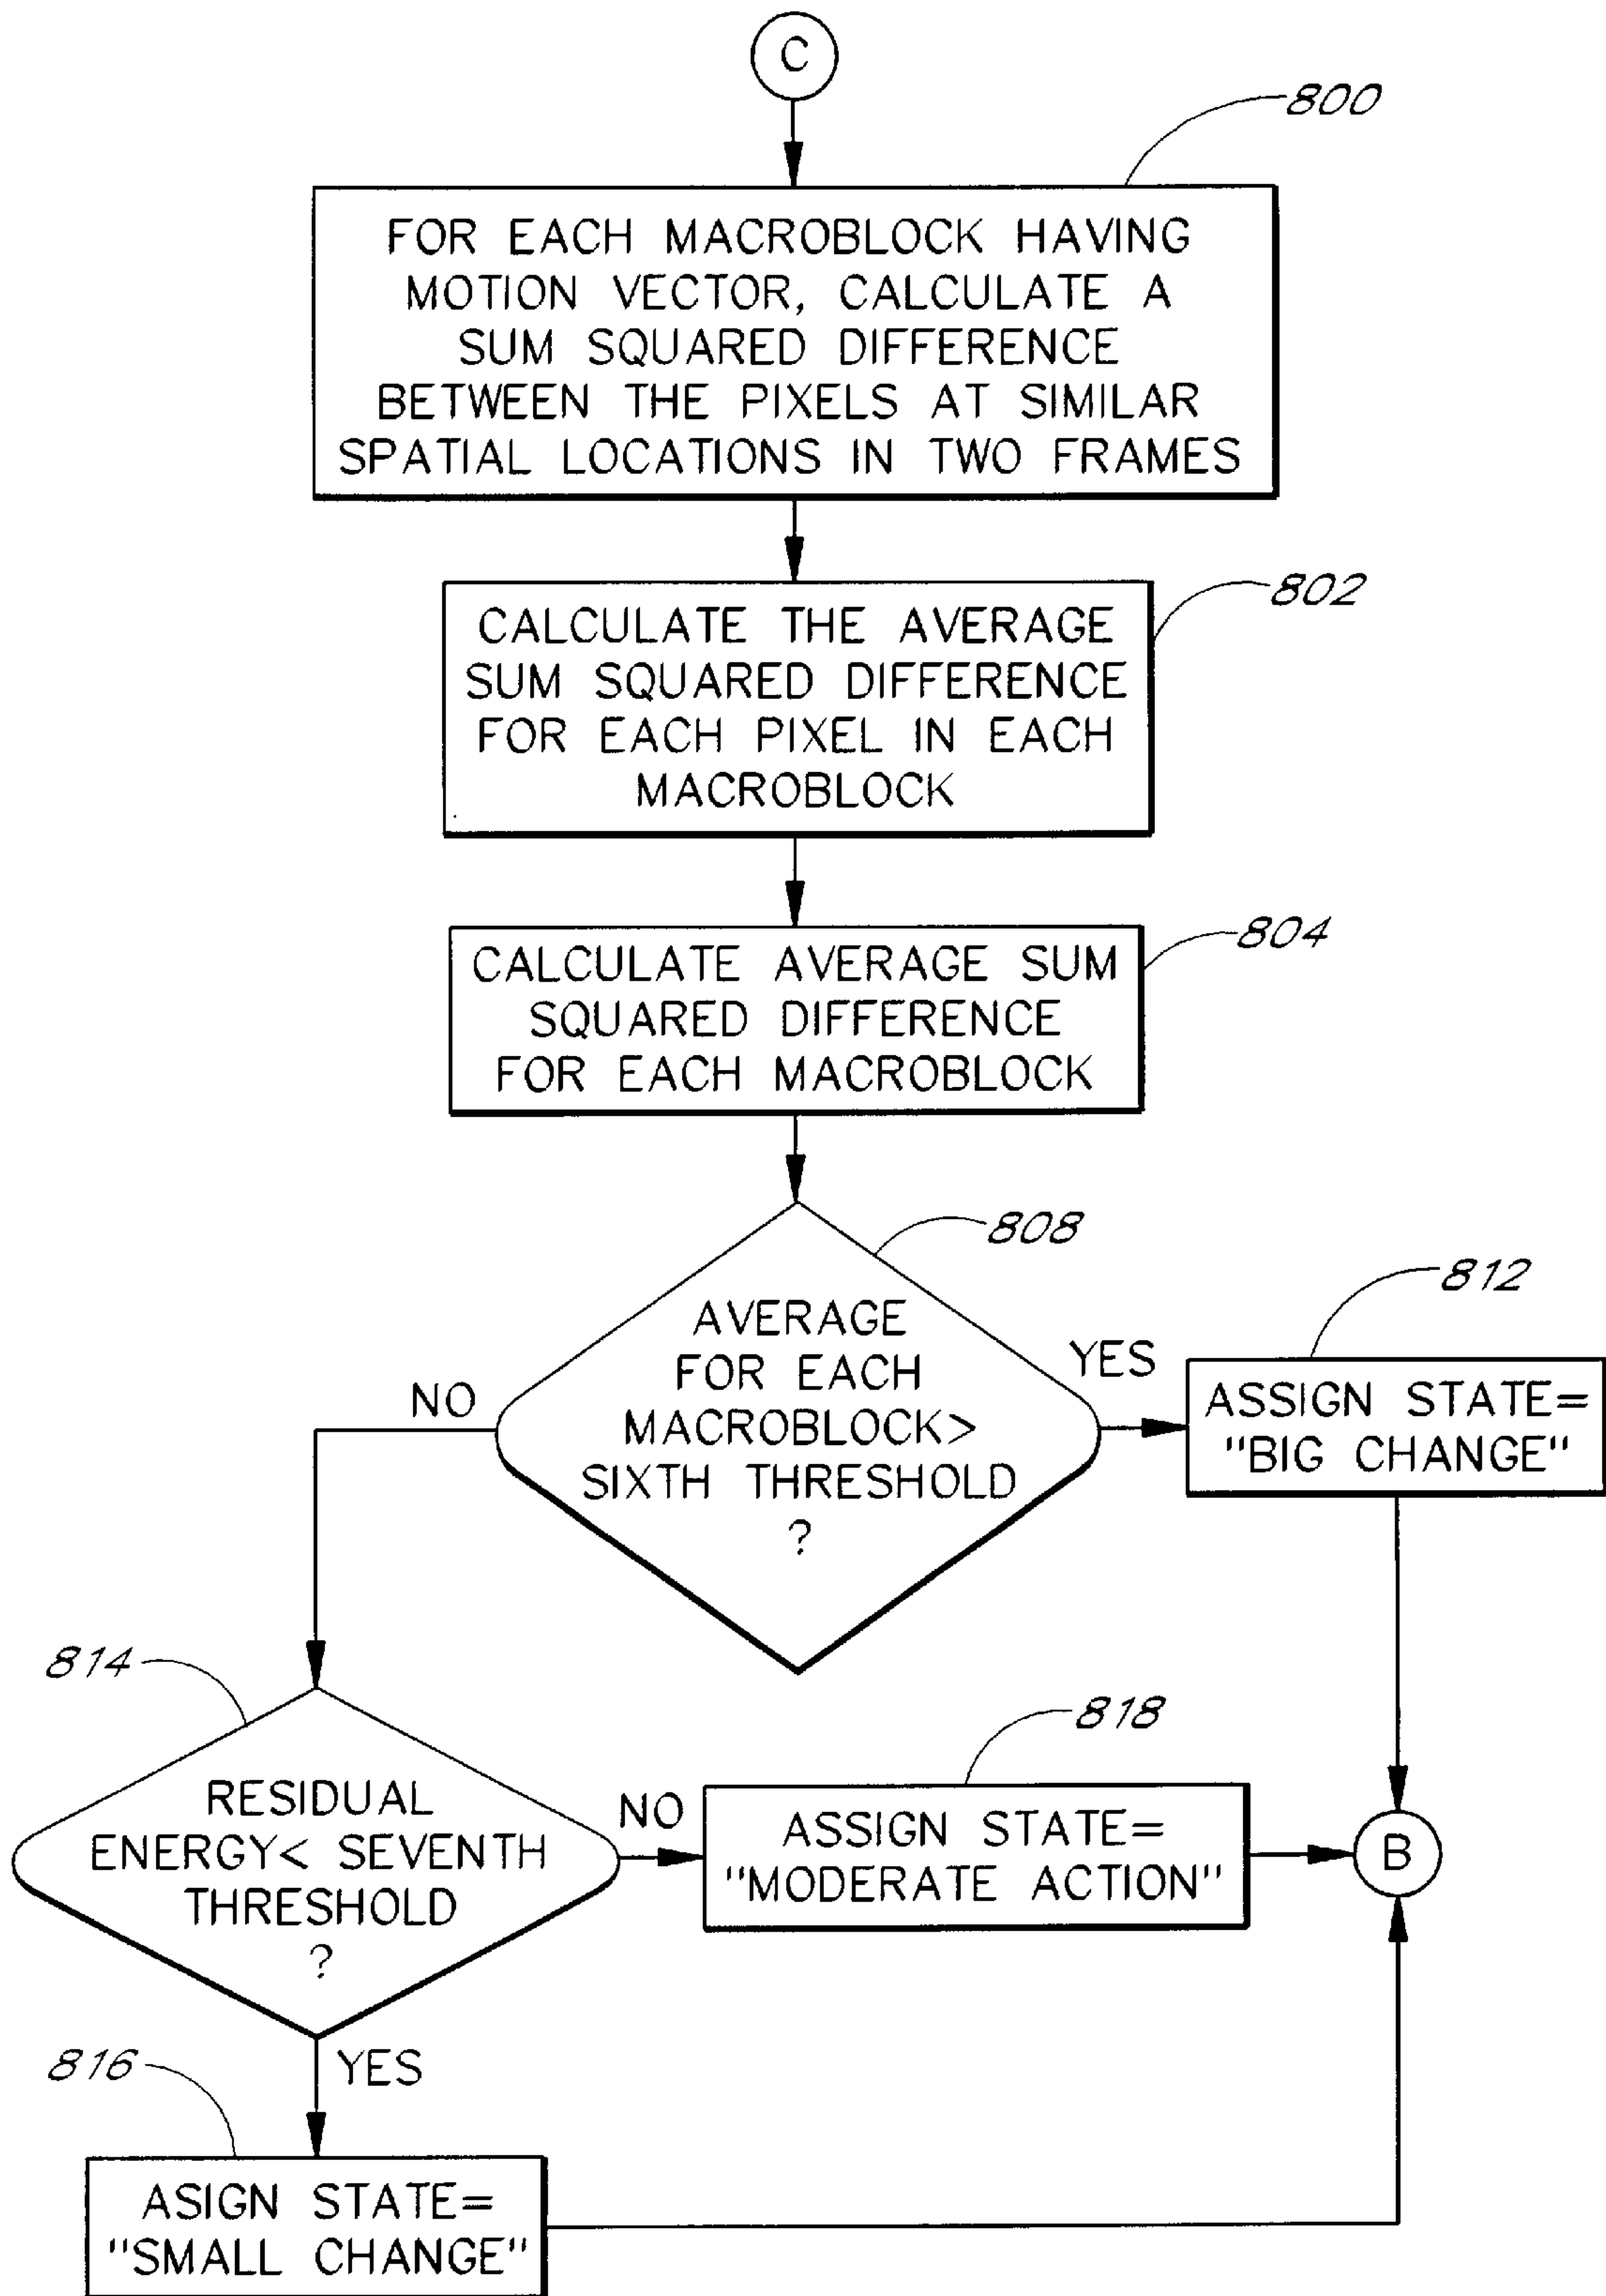 C
800
FOR EACH MACROBLOCK HAVING
MOTION VECTOR, CALCULATE A
SUM SQUARED DIFFERENCE
BETWEEN THE PIXELS AT SIMILAR
SPATIAL LOCATIONS IN TWO FRAMES
802
CALCULATE THE AVERAGE
SUM SQUARED DIFFERENCE
FOR EACH PIXEL IN EACH
MACROBLOCK
804
CALCULATE AVERAGE SUM
SQUARED DIFFERENCE
FOR EACH MACROBLOCK
808
AVERAGE
FOR EACH
MACROBLOCK>
SIXTH THRESHOLD
?
NO
YES
812
ASSIGN STATE=
"BIG CHANGE"
814
RESIDUAL
ENERGY< SEVENTH
THRESHOLD
?
NO
818
ASSIGN STATE=
"MODERATE ACTION"
B
YES
816
ASIGN STATE=
"SMALL CHANGE"